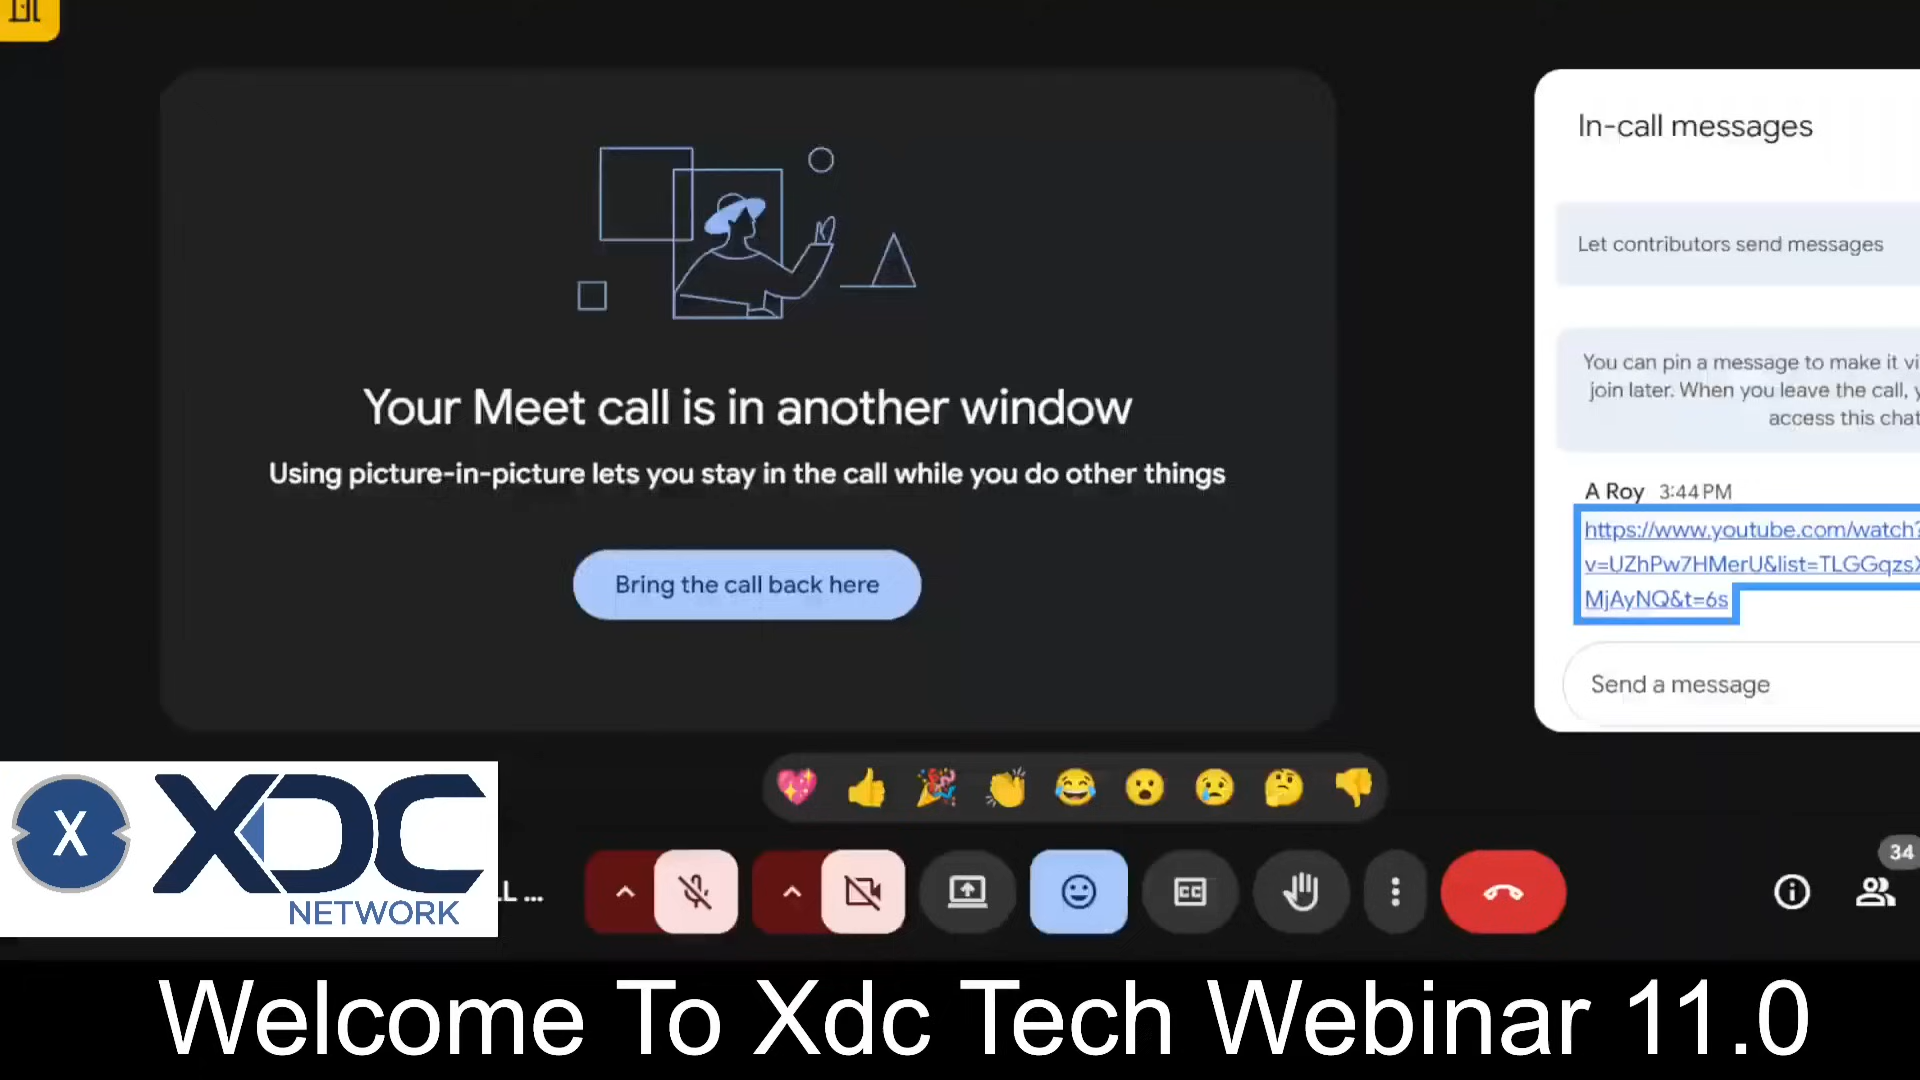 In-call messages
Let contributors send messages
You can pin a message to make it vi
join later. When you leave the call, y
access this chat
Your Meet call is in another window
Using picture-in-picture lets you stay in the call while you do other things
Bring the call back here
A Roy 3:44 PM
https://www.youtube.com/watch?
v=UZhPw7HMerU&list=TLGGqzsX
MjAyNQ&t=6s
Send a message
X XDC
NETWORK
L ...
CC
34
Welcome To Xdc Tech Webinar 11.0